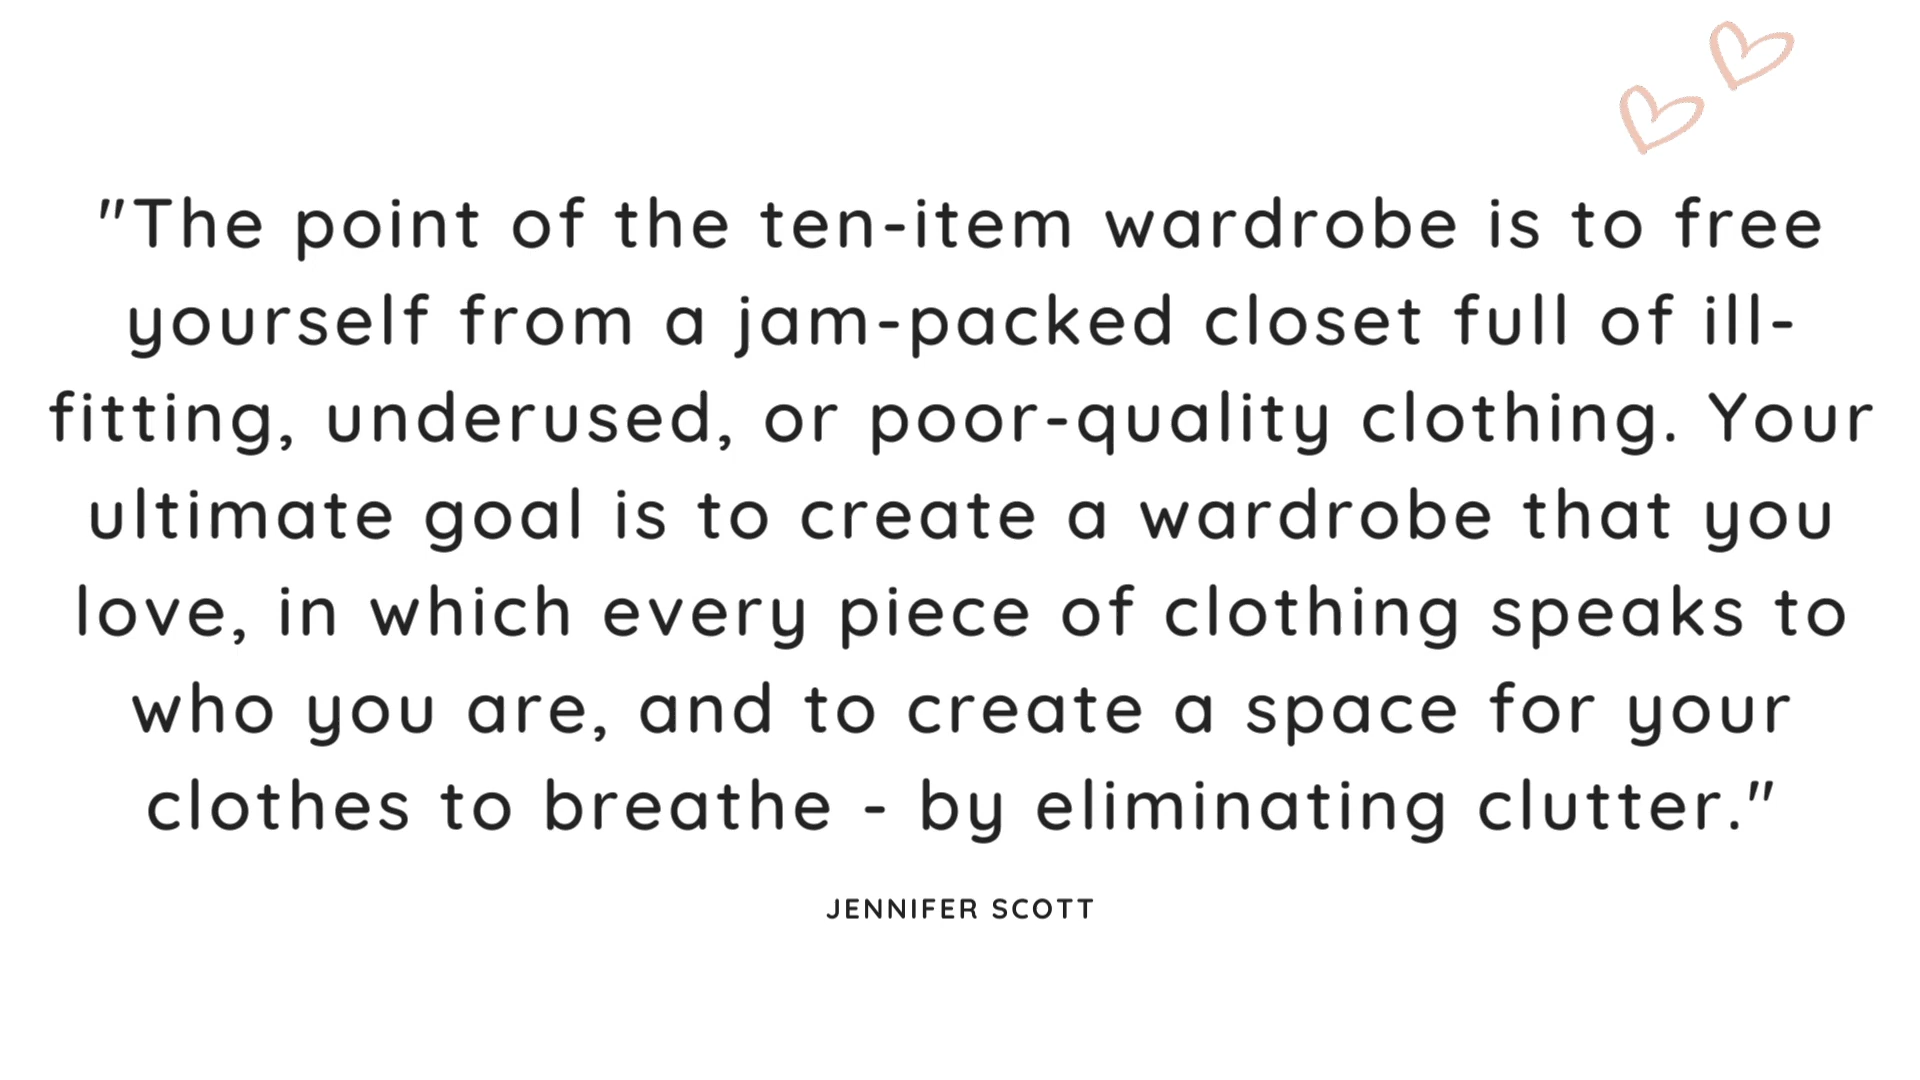 "The point of the ten-item wardrobe is to free
yourself from a jam-packed closet full of ill-
fitting, underused, or poor-quality clothing. Your
ultimate goal is to create a wardrobe that you
love, in which every piece of clothing speaks to
who you are, and to create a space for your
clothes to breathe - by eliminating clutter."
JENNIFER SCOTT